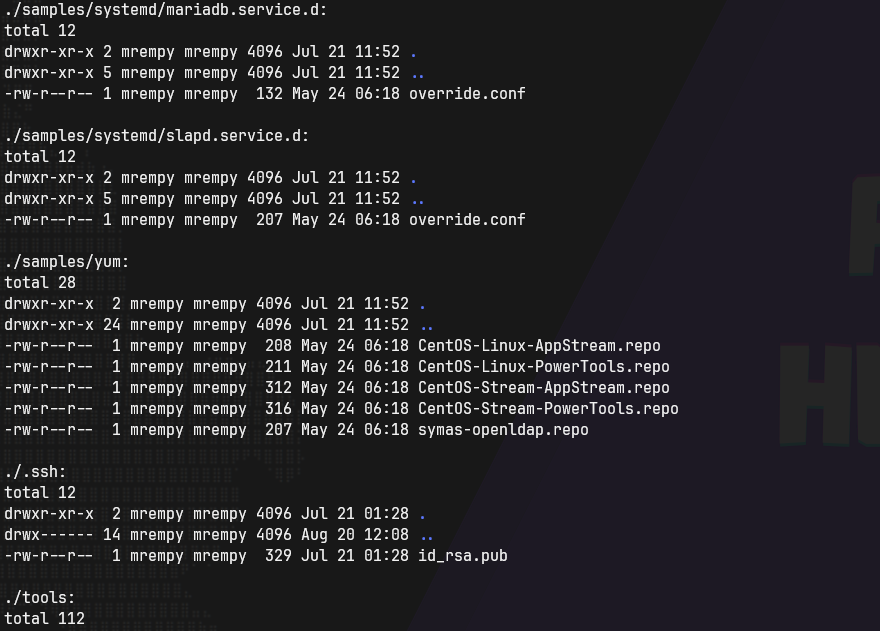 ./samples/systemd/mariadb.service.d:
total 12
drwxr-xr-x 2 mrempy mrempy 4096 Jul 21 11:52 .
drwxr-xr-x 5 mrempy mrempy 4096 Jul 21 11:52 ..
-rw-r--r-- 1 mrempy mrempy  132 May 24 06:18 override.conf

./samples/systemd/slapd.service.d:
total 12
drwxr-xr-x 2 mrempy mrempy 4096 Jul 21 11:52 .
drwxr-xr-x 5 mrempy mrempy 4096 Jul 21 11:52 ..
-rw-r--r-- 1 mrempy mrempy  207 May 24 06:18 override.conf

./samples/yum:
total 28
drwxr-xr-x  2 mrempy mrempy 4096 Jul 21 11:52 .
drwxr-xr-x 24 mrempy mrempy 4096 Jul 21 11:52 ..
-rw-r--r--  1 mrempy mrempy  208 May 24 06:18 CentOS-Linux-AppStream.repo
-rw-r--r--  1 mrempy mrempy  211 May 24 06:18 CentOS-Linux-PowerTools.repo
-rw-r--r--  1 mrempy mrempy  312 May 24 06:18 CentOS-Stream-AppStream.repo
-rw-r--r--  1 mrempy mrempy  316 May 24 06:18 CentOS-Stream-PowerTools.repo
-rw-r--r--  1 mrempy mrempy  207 May 24 06:18 symas-openldap.repo

./.ssh:
total 12
drwxr-xr-x  2 mrempy mrempy 4096 Jul 21 01:28 .
drwx------ 14 mrempy mrempy 4096 Aug 20 12:08 ..
-rw-r--r--  1 mrempy mrempy  329 Jul 21 01:28 id_rsa.pub

./tools:
total 112